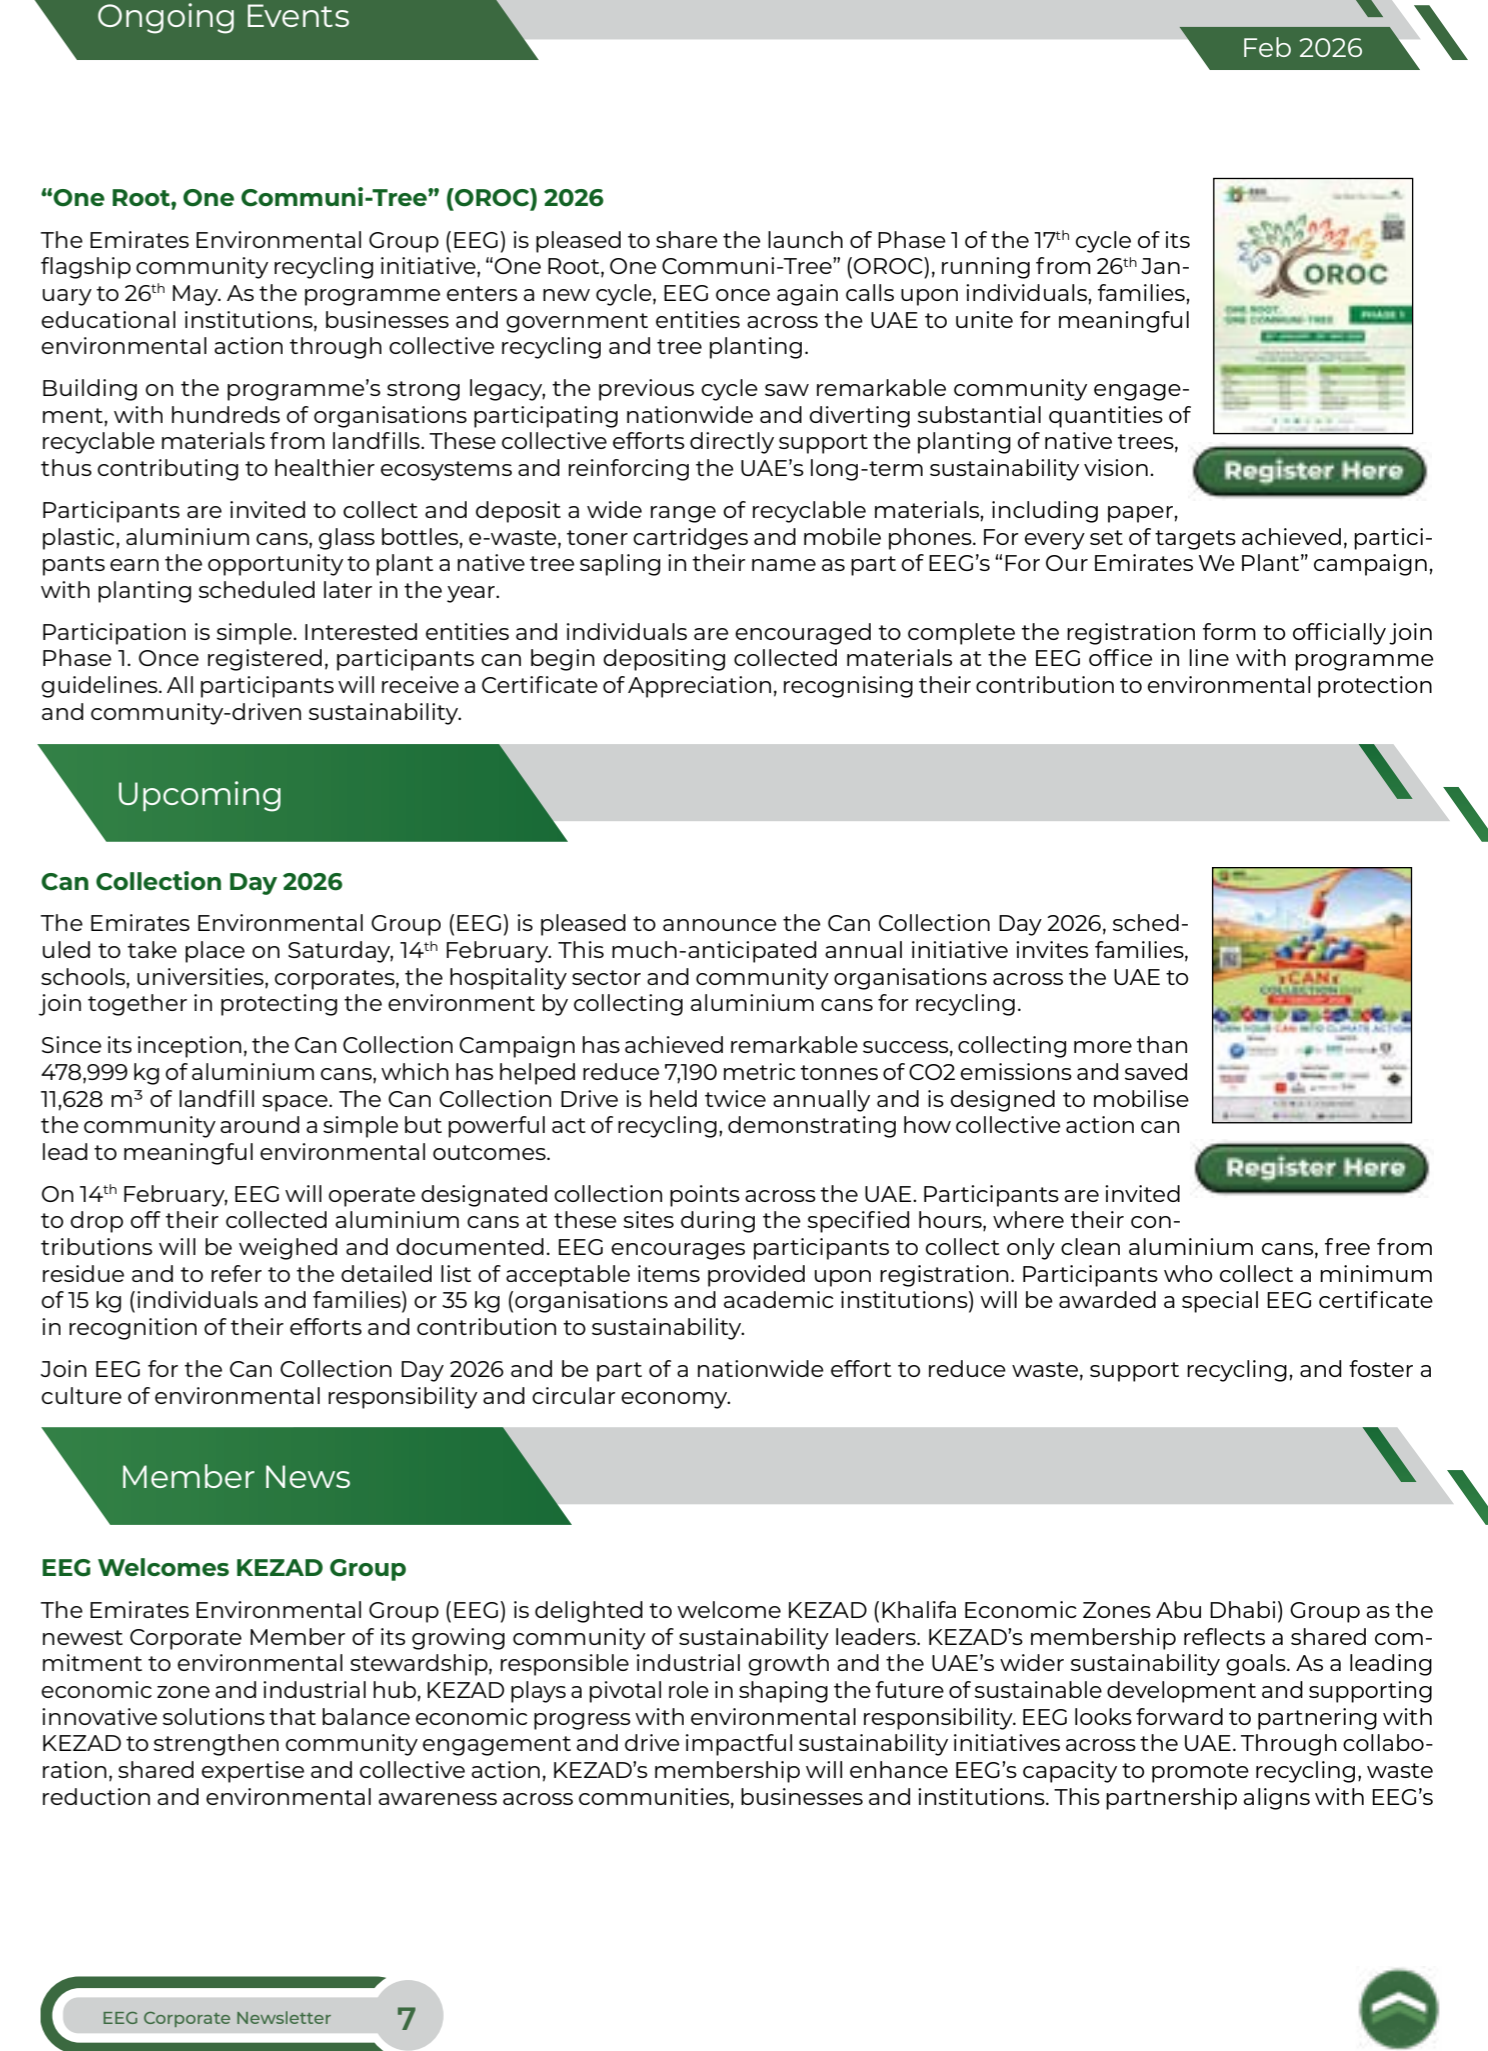 Ongoing Events
Feb 2026
“One Root, One Communi-Tree” (OROC) 2026
The Emirates Environmental Group (EEG) is pleased to share the launch of Phase 1 of the 17th cycle of its
flagship community recycling initiative, “One Root, One Communi-Tree” (OROC), running from 26th Jan-
uary to 26th May. As the programme enters a new cycle, EEG once again calls upon individuals, families,
educational institutions, businesses and government entities across the UAE to unite for meaningful
environmental action through collective recycling and tree planting.
Building on the programme’s strong legacy, the previous cycle saw remarkable community engage-
ment, with hundreds of organisations participating nationwide and diverting substantial quantities of
recyclable materials from landfills. These collective efforts directly support the planting of native trees,
thus contributing to healthier ecosystems and reinforcing the UAE’s long-term sustainability vision.
Participants are invited to collect and deposit a wide range of recyclable materials, including paper,
plastic, aluminium cans, glass bottles, e-waste, toner cartridges and mobile phones. For every set of targets achieved, partici-
pants earn the opportunity to plant a native tree sapling in their name as part of EEG’s “For Our Emirates We Plant” campaign,
with planting scheduled later in the year.
Participation is simple. Interested entities and individuals are encouraged to complete the registration form to officially join
Phase 1. Once registered, participants can begin depositing collected materials at the EEG office in line with programme
guidelines. All participants will receive a Certificate of Appreciation, recognising their contribution to environmental protection
and community-driven sustainability.
EEG
OROC
ONE ROOT,
ONE COMMUNI-TREE
PHASE 1
Register Here
Upcoming
Can Collection Day 2026
The Emirates Environmental Group (EEG) is pleased to announce the Can Collection Day 2026, sched-
uled to take place on Saturday, 14th February. This much-anticipated annual initiative invites families,
schools, universities, corporates, the hospitality sector and community organisations across the UAE to
join together in protecting the environment by collecting aluminium cans for recycling.
Since its inception, the Can Collection Campaign has achieved remarkable success, collecting more than
478,999 kg of aluminium cans, which has helped reduce 7,190 metric tonnes of CO2 emissions and saved
11,628 m³ of landfill space. The Can Collection Drive is held twice annually and is designed to mobilise
the community around a simple but powerful act of recycling, demonstrating how collective action can
lead to meaningful environmental outcomes.
On 14th February, EEG will operate designated collection points across the UAE. Participants are invited
to drop off their collected aluminium cans at these sites during the specified hours, where their con-
tributions will be weighed and documented. EEG encourages participants to collect only clean aluminium cans, free from
residue and to refer to the detailed list of acceptable items provided upon registration. Participants who collect a minimum
of 15 kg (individuals and families) or 35 kg (organisations and academic institutions) will be awarded a special EEG certificate
in recognition of their efforts and contribution to sustainability.
Join EEG for the Can Collection Day 2026 and be part of a nationwide effort to reduce waste, support recycling, and foster a
culture of environmental responsibility and circular economy.
CAN
COLLECTION DAY
TURN YOUR CAN INTO CLIMATE ACTION
Register Here
Member News
EEG Welcomes KEZAD Group
The Emirates Environmental Group (EEG) is delighted to welcome KEZAD (Khalifa Economic Zones Abu Dhabi) Group as the
newest Corporate Member of its growing community of sustainability leaders. KEZAD’s membership reflects a shared com-
mitment to environmental stewardship, responsible industrial growth and the UAE’s wider sustainability goals. As a leading
economic zone and industrial hub, KEZAD plays a pivotal role in shaping the future of sustainable development and supporting
innovative solutions that balance economic progress with environmental responsibility. EEG looks forward to partnering with
KEZAD to strengthen community engagement and drive impactful sustainability initiatives across the UAE. Through collabo-
ration, shared expertise and collective action, KEZAD’s membership will enhance EEG’s capacity to promote recycling, waste
reduction and environmental awareness across communities, businesses and institutions. This partnership aligns with EEG’s
EEG Corporate Newsletter
7